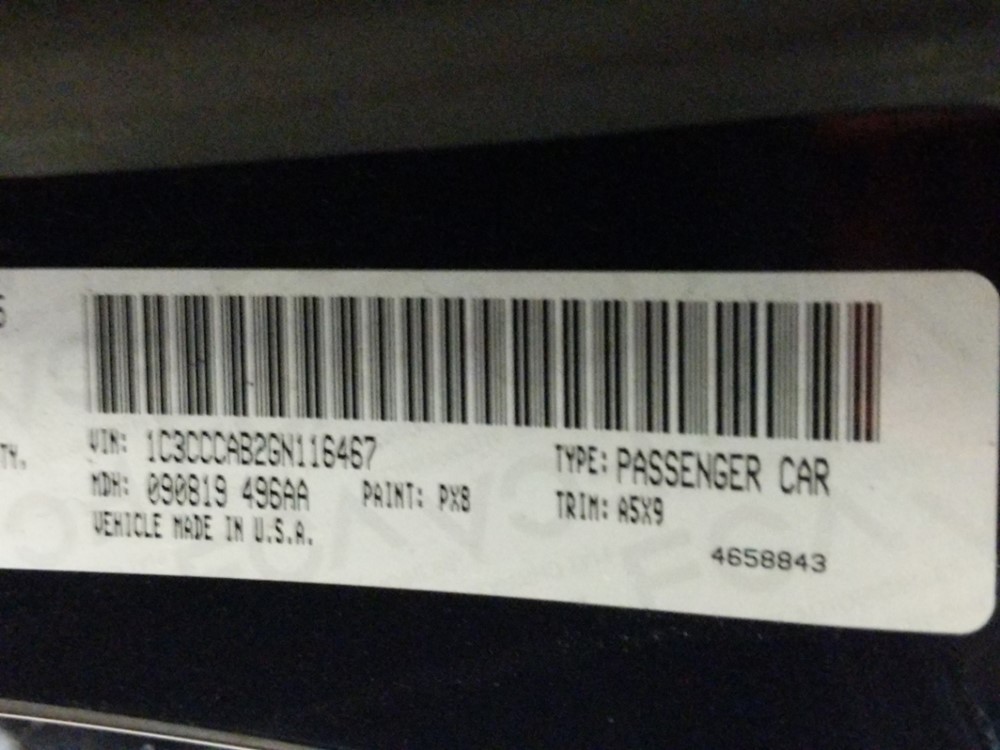 VIN: 1C3CCCAB2GN116467
TYPE: PASSENGER CAR
MDH: 090819 496AA
PAINT: PX8
TRIM: A5X9
VEHICLE MADE IN U.S.A.
4658843